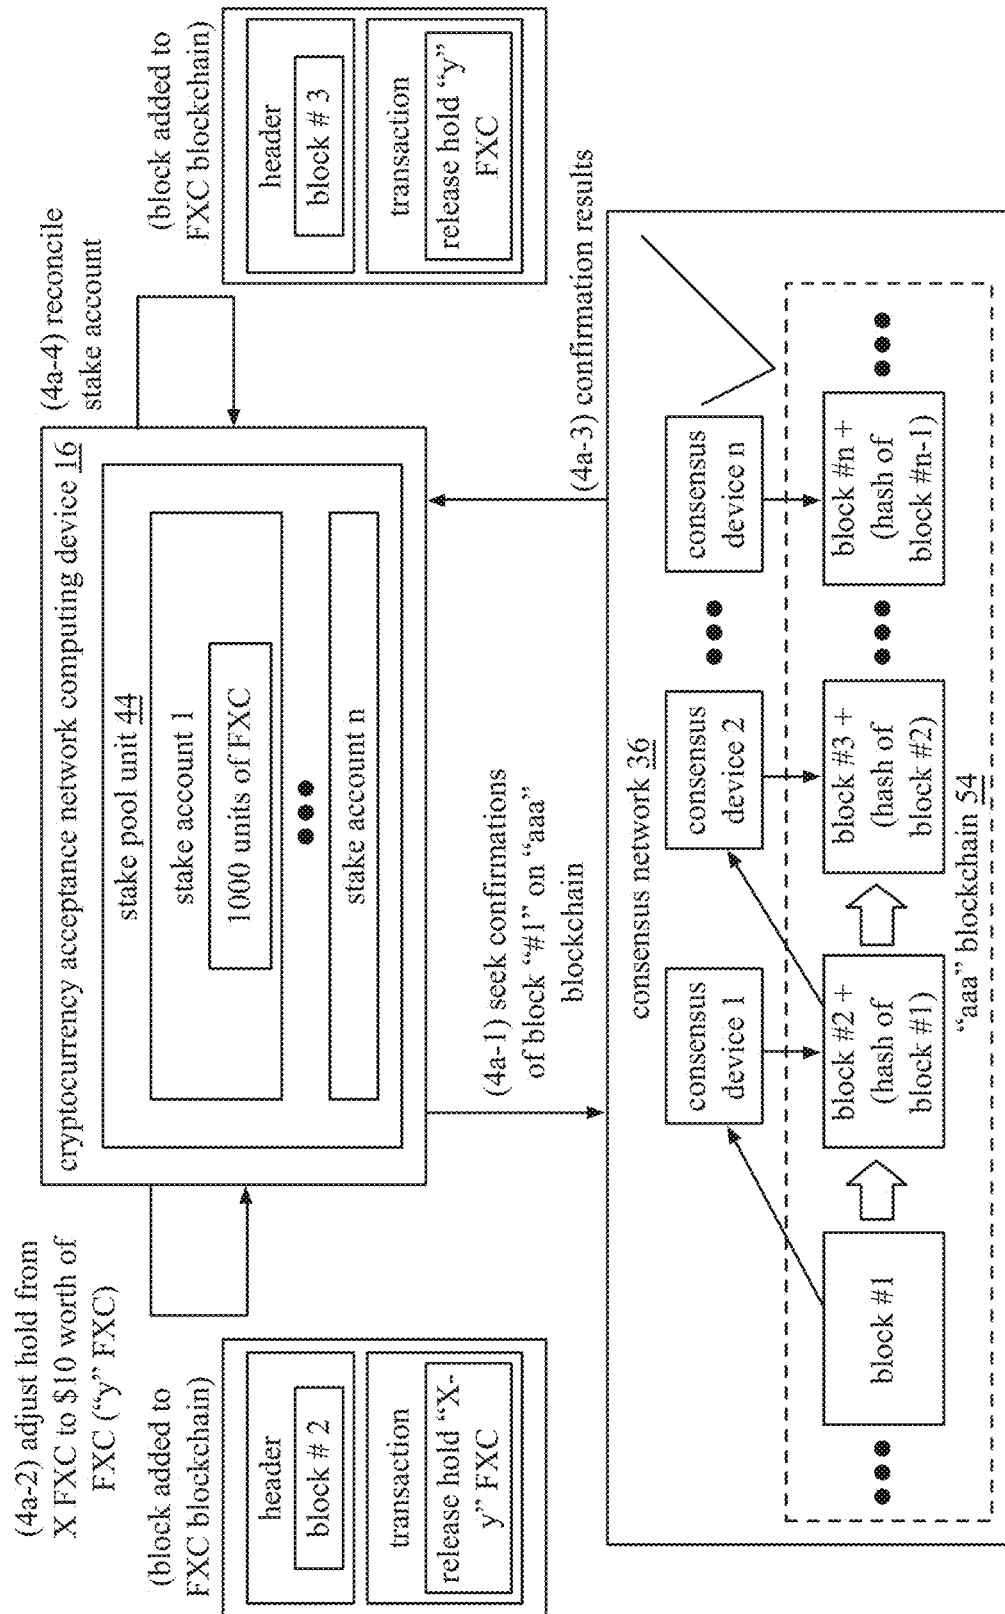 (4a-2) adjust hold from
X FXC to $10 worth of
FXC ("y" FXC)
(block added to
FXC blockchain)
header
block # 2
transaction
release hold "X-
y" FXC
cryptocurrency acceptance network computing device 16
stake pool unit 44
stake account 1
1000 units of FXC
stake account n
(4a-4) reconcile
stake account
(block added to
FXC blockchain)
header
block # 3
transaction
release hold "y"
FXC
(4a-1) seek confirmations
of block "#1" on "aaa"
blockchain
(4a-3) confirmation results
consensus network 36
consensus
device 1
consensus
device 2
consensus
device n
block #1
block #2 +
(hash of
block #1)
block #3 +
(hash of
block #2)
block #n +
(hash of
block #n-1)
"aaa" blockchain 54